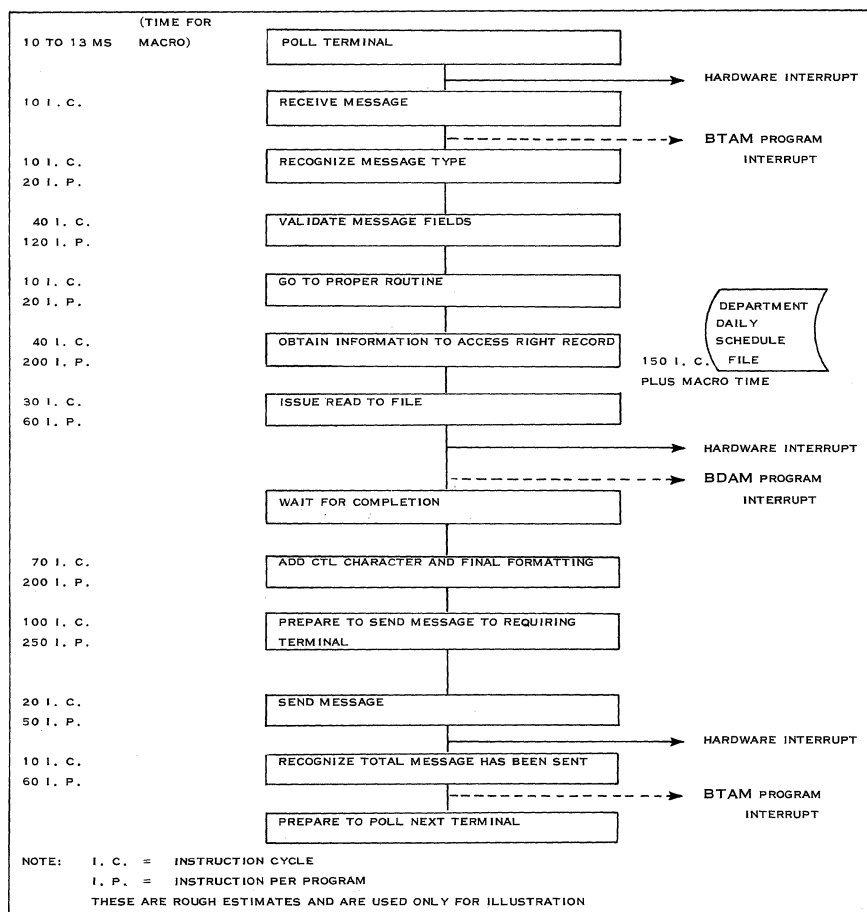 (TIME FOR
10 TO 13 MS MACRO) POLL TERMINAL
HARDWARE INTERRUPT
10 I. C. RECEIVE MESSAGE
BTAM PROGRAM
INTERRUPT
10 I. C. RECOGNIZE MESSAGE TYPE
20 I. P.
40 I. C. VALIDATE MESSAGE FIELDS
120 I. P.
10 I. C. GO TO PROPER ROUTINE
20 I. P.
DEPARTMENT
DAILY
SCHEDULE
FILE
40 I. C. OBTAIN INFORMATION TO ACCESS RIGHT RECORD
200 I. P.
150 I. C.
PLUS MACRO TIME
30 I. C. ISSUE READ TO FILE
60 I. P.
HARDWARE INTERRUPT
BDAM PROGRAM
INTERRUPT
WAIT FOR COMPLETION
70 I. C. ADD CTL CHARACTER AND FINAL FORMATTING
200 I. P.
100 I. C. PREPARE TO SEND MESSAGE TO REQUIRING
250 I. P. TERMINAL
20 I. C. SEND MESSAGE
50 I. P.
HARDWARE INTERRUPT
10 I. C. RECOGNIZE TOTAL MESSAGE HAS BEEN SENT
60 I. P.
BTAM PROGRAM
INTERRUPT
PREPARE TO POLL NEXT TERMINAL
NOTE: I. C. = INSTRUCTION CYCLE
I. P. = INSTRUCTION PER PROGRAM
THESE ARE ROUGH ESTIMATES AND ARE USED ONLY FOR ILLUSTRATION